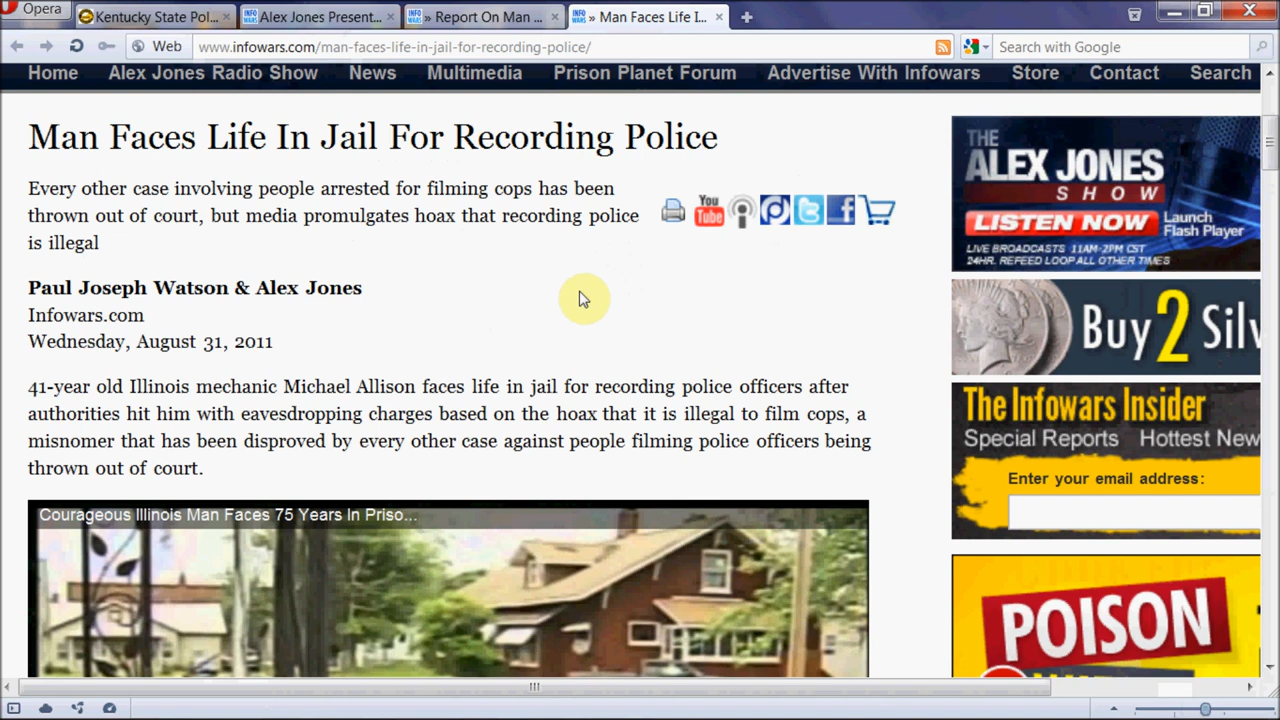 Opera
Kentucky State Pol...
Alex Jones Present...
» Report On Man ...
» Man Faces Life I...
Web
www.infowars.com/man-faces-life-in-jail-for-recording-police/
Search with Google
Home
Alex Jones Radio Show
News
Multimedia
Prison Planet Forum
Advertise With Infowars
Store
Contact
Search
Man Faces Life In Jail For Recording Police
Every other case involving people arrested for filming cops has been
thrown out of court, but media promulgates hoax that recording police
is illegal
You
Tube
Paul Joseph Watson & Alex Jones
Infowars.com
Wednesday, August 31, 2011
41-year old Illinois mechanic Michael Allison faces life in jail for recording police officers after
authorities hit him with eavesdropping charges based on the hoax that it is illegal to film cops, a
misnomer that has been disproved by every other case against people filming police officers being
thrown out of court.
Courageous Illinois Man Faces 75 Years In Priso...
THE
ALEX JONES
SHOW
LISTEN NOW
Launch
Flash Player
LIVE BROADCASTS 11AM-2PM CST
24HR. REFEED LOOP ALL OTHER TIMES
Buy 2 Silv
The Infowars Insider
Special Reports Hottest New
Enter your email address:
POISON